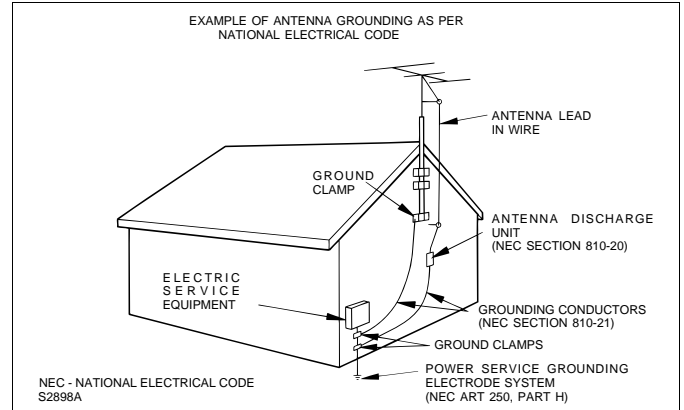 EXAMPLE OF ANTENNA GROUNDING AS PER
NATIONAL ELECTRICAL CODE
ANTENNA LEAD
IN WIRE
GROUND
CLAMP
ANTENNA DISCHARGE
UNIT
(NEC SECTION 810-20)
ELECTRIC
SERVICE
EQUIPMENT
GROUNDING CONDUCTORS
(NEC SECTION 810-21)
GROUND CLAMPS
POWER SERVICE GROUNDING
ELECTRODE SYSTEM
(NEC ART 250, PART H)
NEC - NATIONAL ELECTRICAL CODE
S2898A